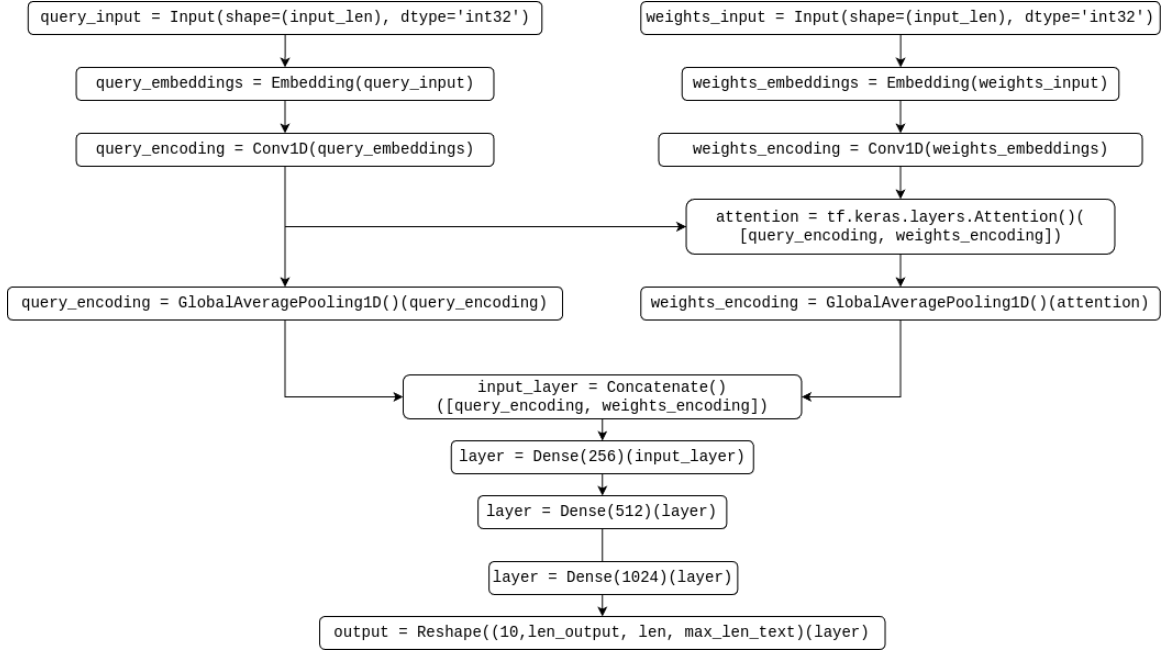 query_input = Input(shape=(input_len), dtype='int32')
weights_input = Input(shape=(input_len), dtype='int32')
query_embeddings = Embedding(query_input)
weights_embeddings = Embedding(weights_input)
query_encoding = Conv1D(query_embeddings)
weights_encoding = Conv1D(weights_embeddings)
attention = tf.keras.layers.Attention()(
[query_encoding, weights_encoding])
query_encoding = GlobalAveragePooling1D()(query_encoding)
weights_encoding = GlobalAveragePooling1D()(attention)
input_layer = Concatenate()
([query_encoding, weights_encoding])
layer = Dense(256)(input_layer)
layer = Dense(512)(layer)
layer = Dense(1024)(layer)
output = Reshape((10,len_output, len, max_len_text)(layer)